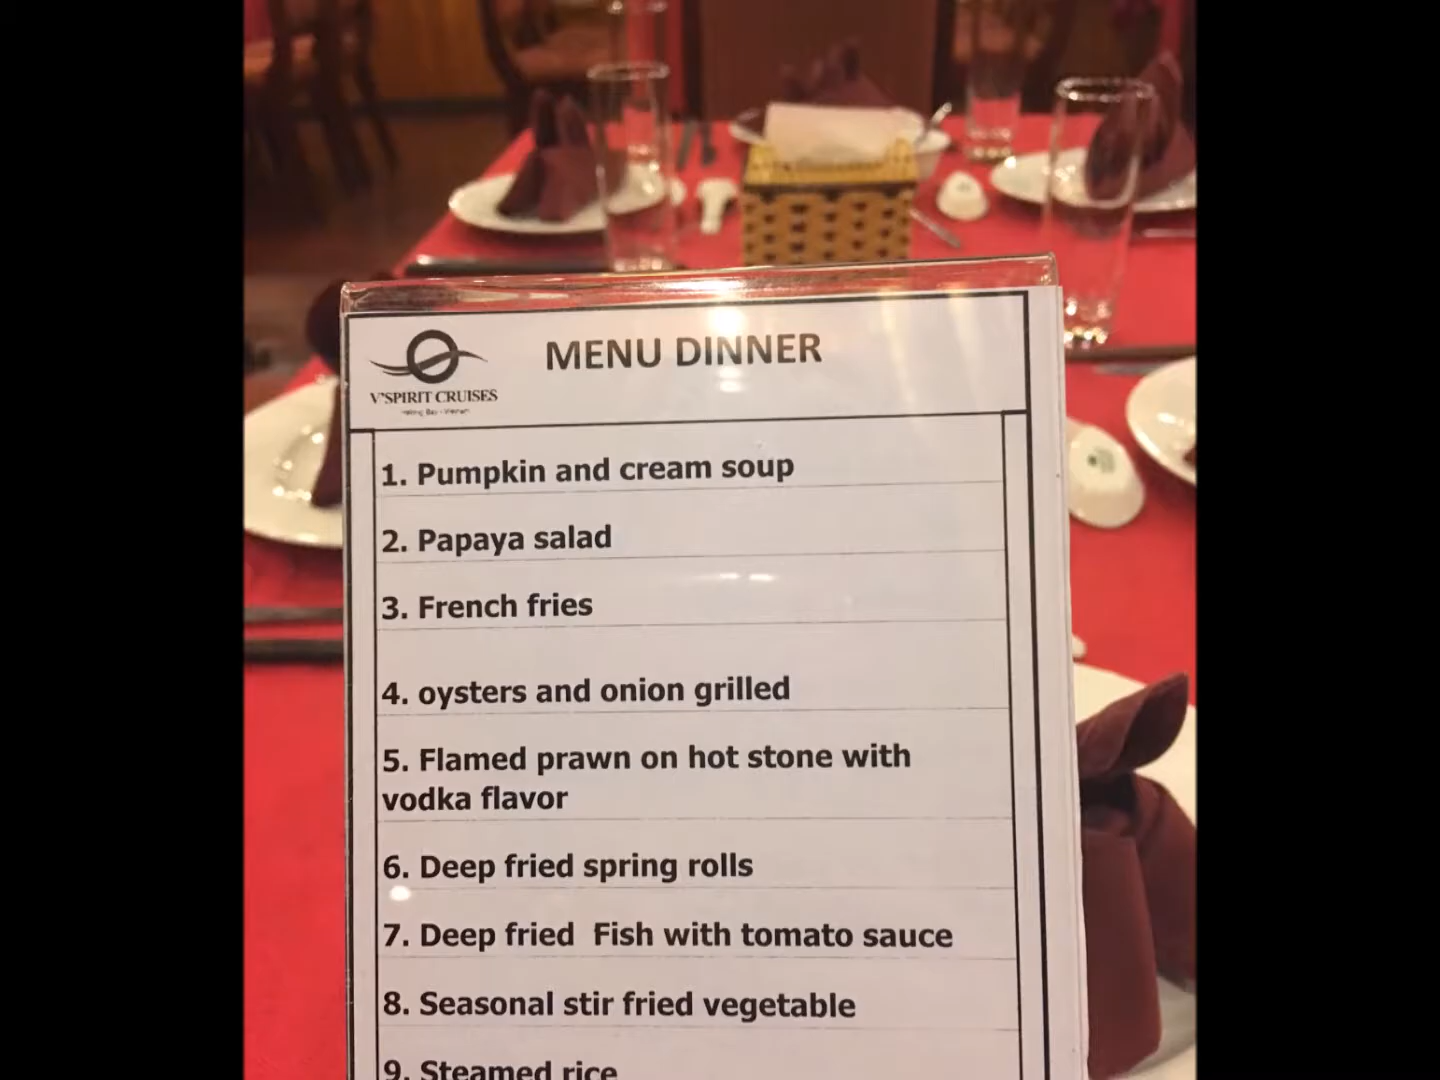 MENU DINNER
V'SPIRIT CRUISES
1. Pumpkin and cream soup
2. Papaya salad
3. French fries
4. oysters and onion grilled
5. Flamed prawn on hot stone with
vodka flavor
6. Deep fried spring rolls
7. Deep fried  Fish with tomato sauce
8. Seasonal stir fried vegetable
9. Steamed rice